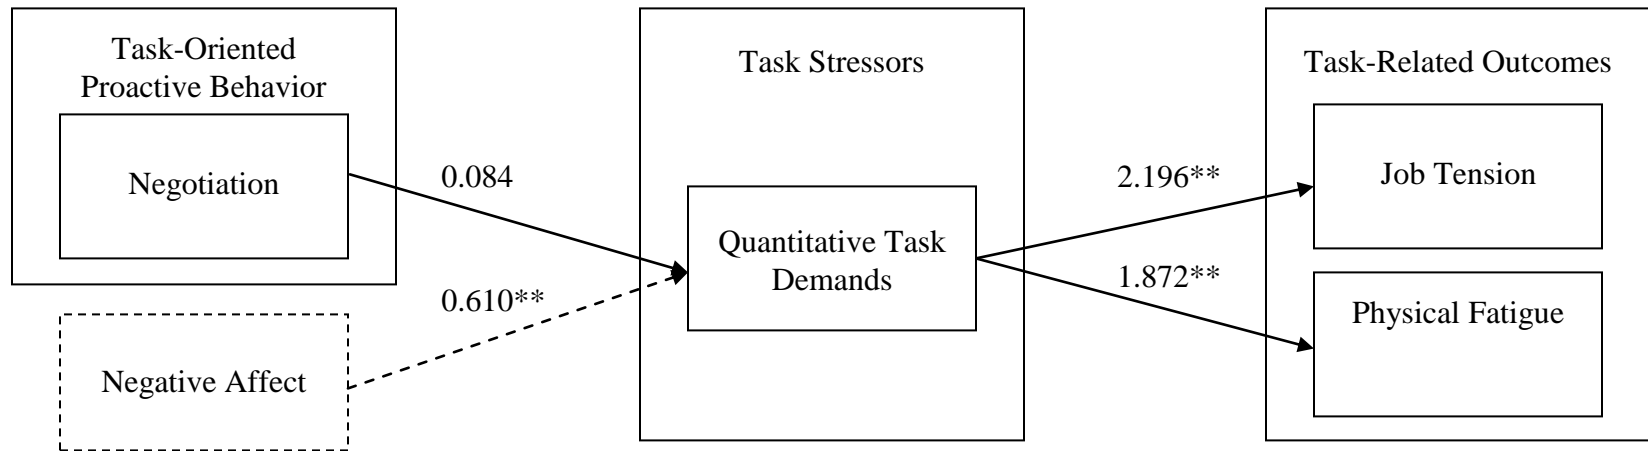 Task-Oriented
Proactive Behavior
Negotiation
Negative Affect
0.084
0.610**
Task Stressors
Quantitative Task
Demands
2.196**
1.872**
Task-Related Outcomes
Job Tension
Physical Fatigue